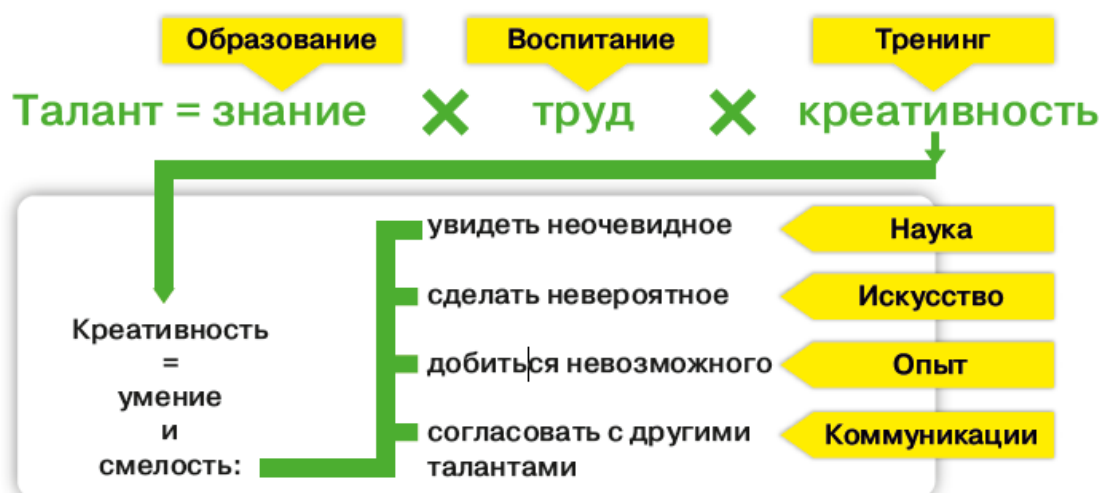 Образование Воспитание Тренинг
Талант = знание × труд × креативность
увидеть неочевидное Наука
сделать невероятное Искусство
Креативность
=
умение
и
смелость:
добиться невозможного Опыт
согласовать с другими Коммуникации
талантами